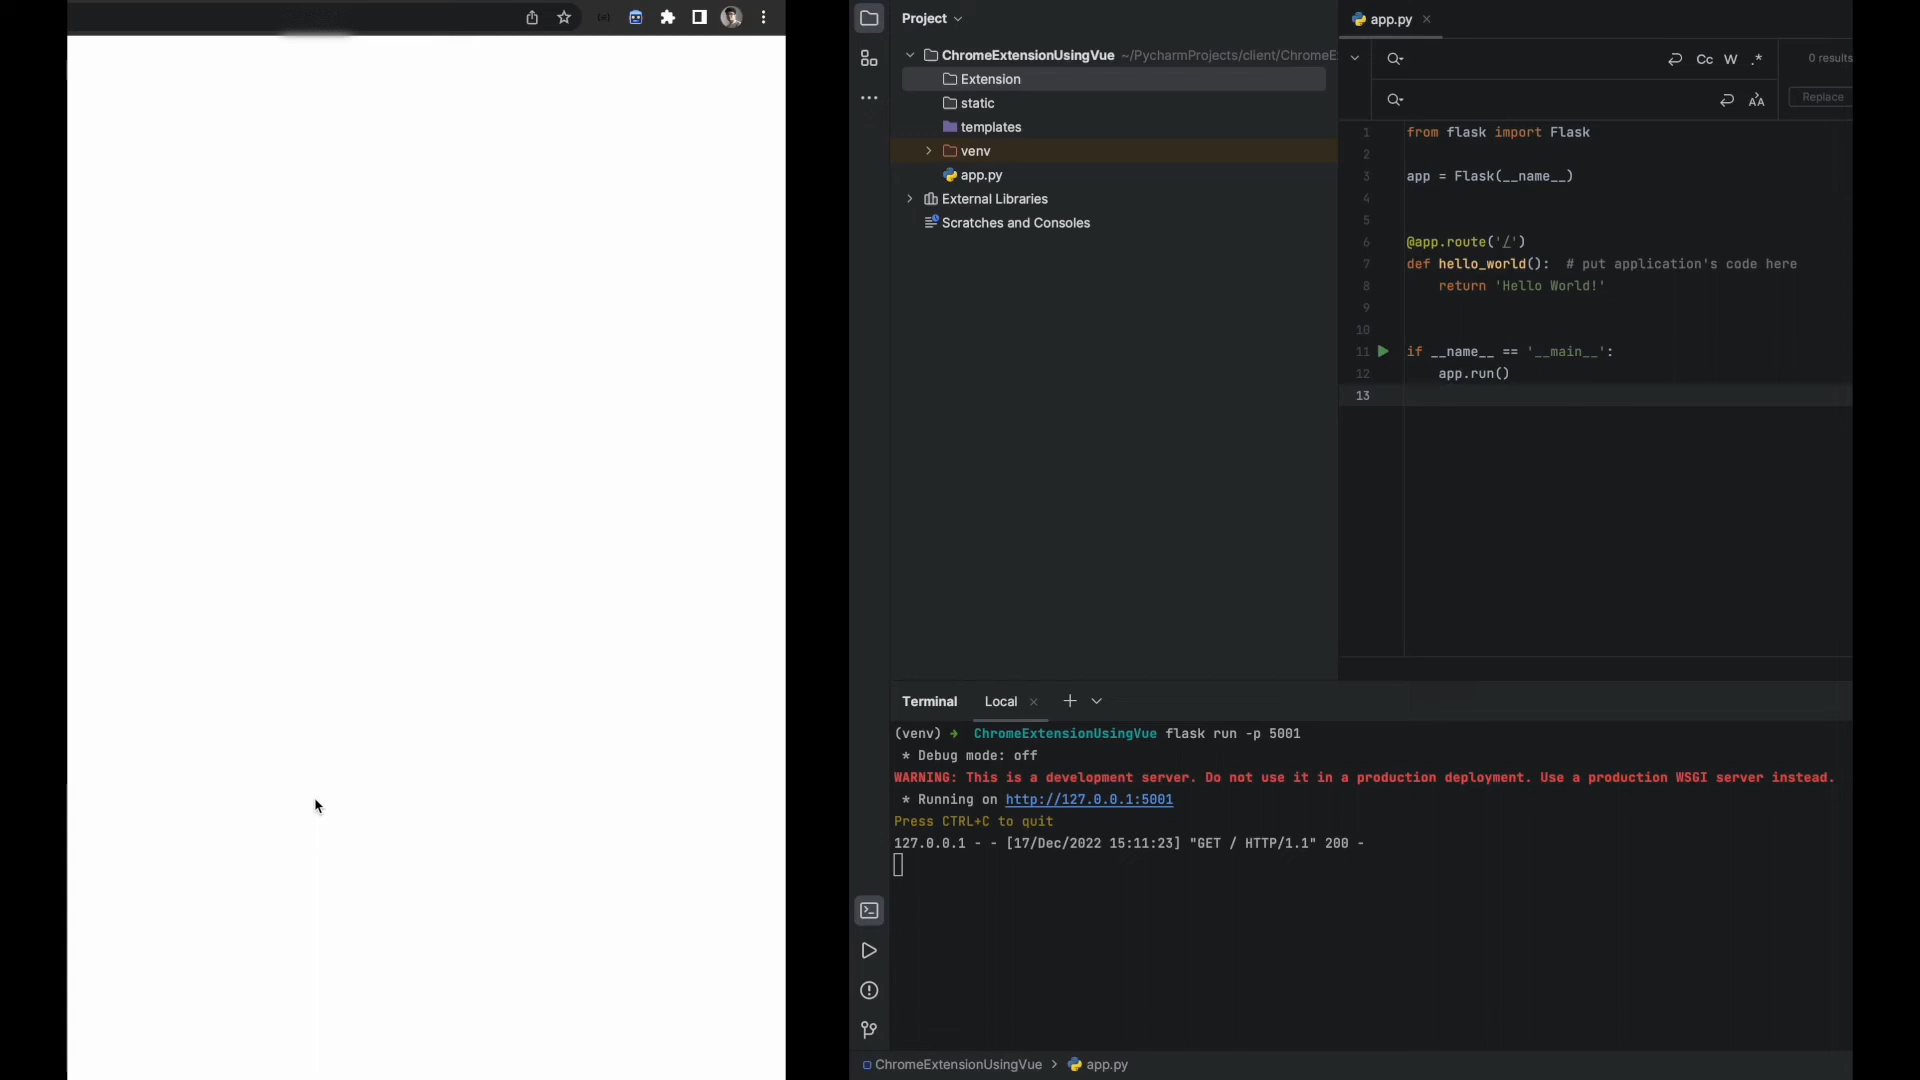 Project
ChromeExtensionUsingVue ~/PycharmProjects/client/ChromeE
Extension
static
templates
venv
app.py
External Libraries
Scratches and Consoles
app.py
Cc W .*
0 results
Replace
1 from flask import Flask
2
3 app = Flask(__name__)
4
5
6 @app.route('/')
7 def hello_world():  # put application's code here
8 return 'Hello World!'
9
10
11 if __name__ == '__main__':
12 app.run()
13
Terminal Local
(venv) ➜ ChromeExtensionUsingVue flask run -p 5001
* Debug mode: off
WARNING: This is a development server. Do not use it in a production deployment. Use a production WSGI server instead.
* Running on http://127.0.0.1:5001
Press CTRL+C to quit
127.0.0.1 - - [17/Dec/2022 15:11:23] "GET / HTTP/1.1" 200 -
ChromeExtensionUsingVue > app.py